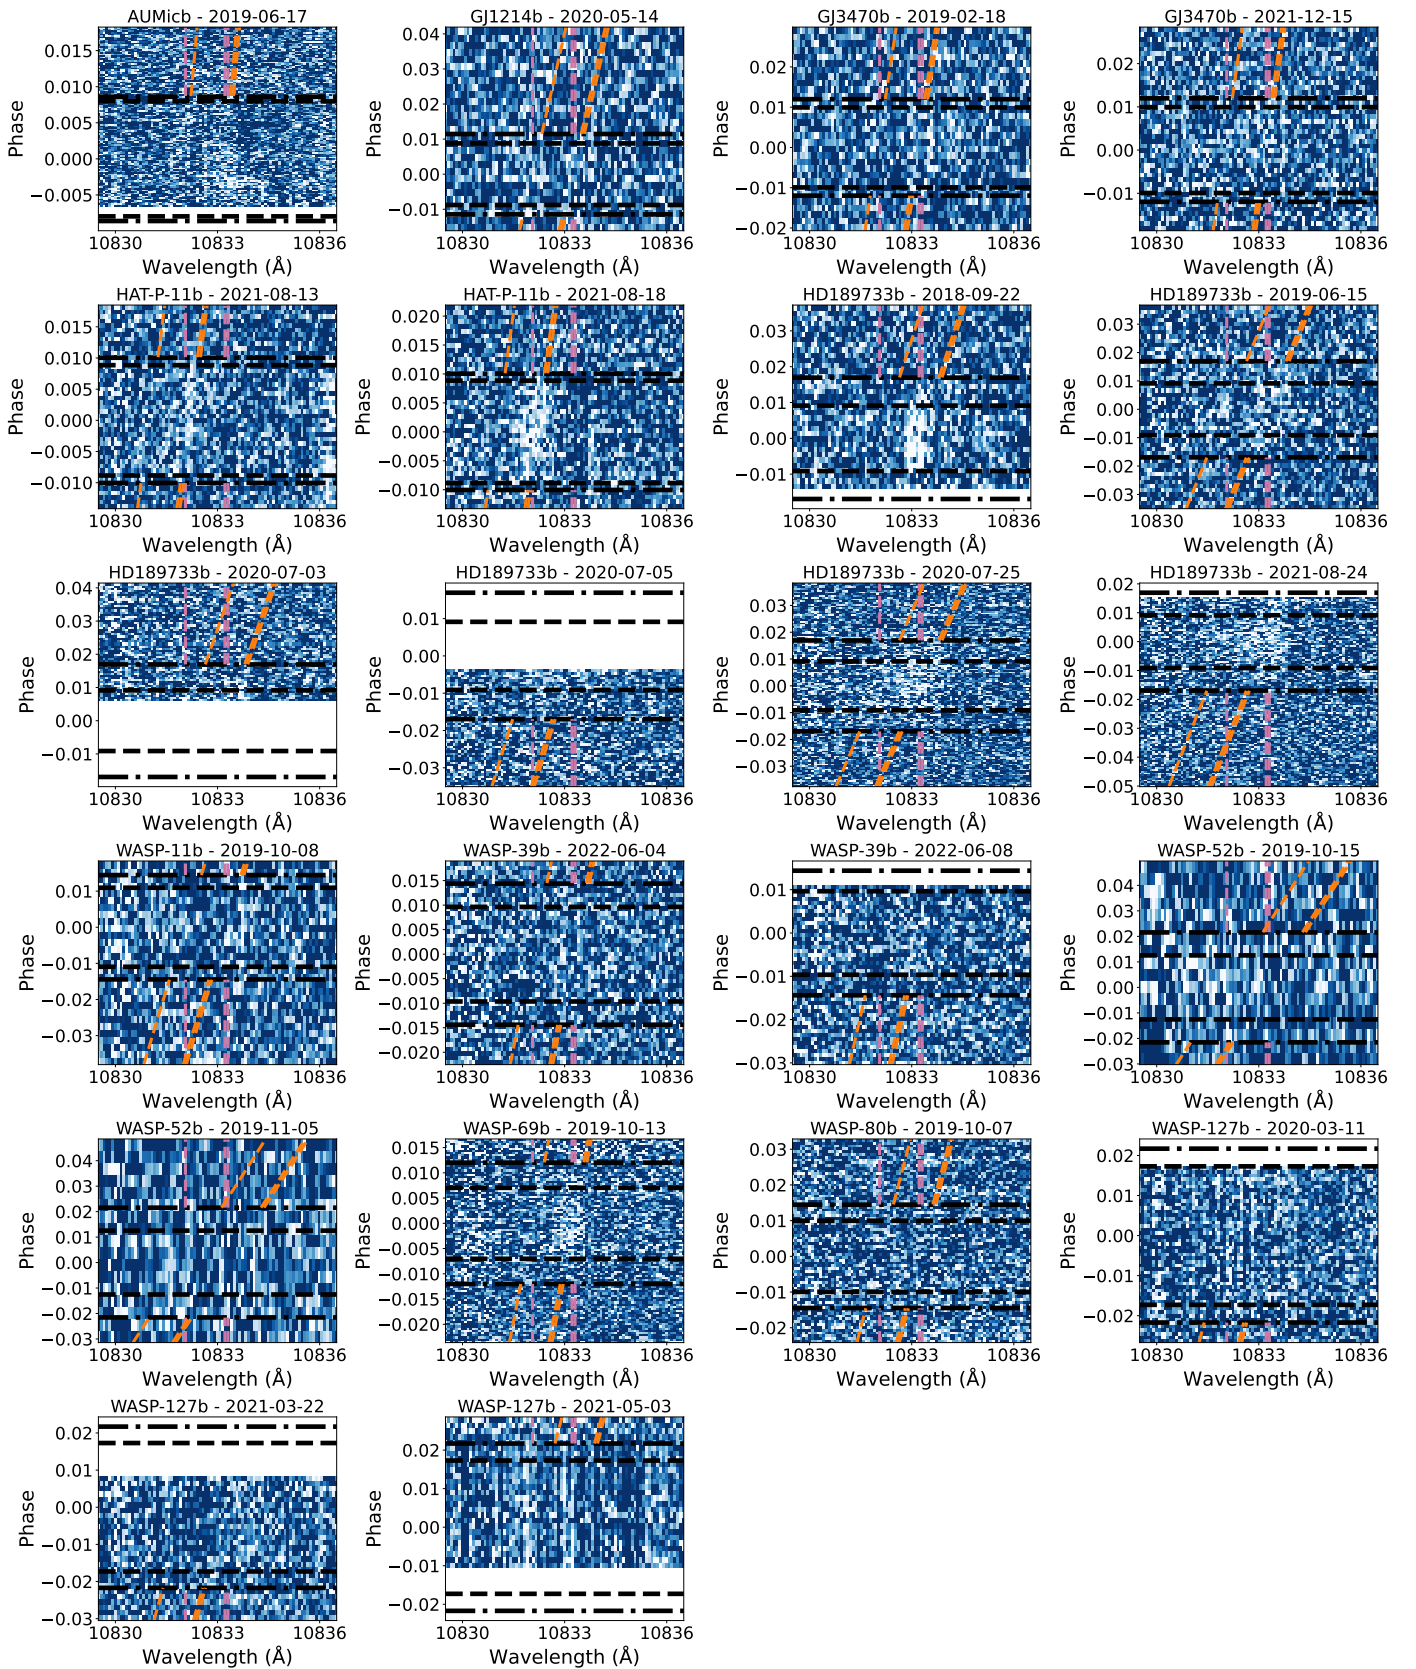 AUMicb - 2019-06-17
Phase
0.015
0.010
0.005
0.000
−0.005
10830 10833 10836
Wavelength (Å)
GJ1214b - 2020-05-14
Phase
0.04
0.03
0.02
0.01
0.00
−0.01
10830 10833 10836
Wavelength (Å)
GJ3470b - 2019-02-18
Phase
0.02
0.01
0.00
−0.01
−0.02
10830 10833 10836
Wavelength (Å)
GJ3470b - 2021-12-15
Phase
0.02
0.01
0.00
−0.01
10830 10833 10836
Wavelength (Å)
HAT-P-11b - 2021-08-13
Phase
0.015
0.010
0.005
0.000
−0.005
−0.010
10830 10833 10836
Wavelength (Å)
HAT-P-11b - 2021-08-18
Phase
0.020
0.015
0.010
0.005
0.000
−0.005
−0.010
10830 10833 10836
Wavelength (Å)
HD189733b - 2018-09-22
Phase
0.03
0.02
0.01
0.00
−0.01
10830 10833 10836
Wavelength (Å)
HD189733b - 2019-06-15
Phase
0.03
0.02
0.01
0.00
−0.01
−0.02
−0.03
10830 10833 10836
Wavelength (Å)
HD189733b - 2020-07-03
Phase
0.04
0.03
0.02
0.01
0.00
−0.01
10830 10833 10836
Wavelength (Å)
HD189733b - 2020-07-05
Phase
0.01
0.00
−0.01
−0.02
−0.03
10830 10833 10836
Wavelength (Å)
HD189733b - 2020-07-25
Phase
0.03
0.02
0.01
0.00
−0.01
−0.02
−0.03
10830 10833 10836
Wavelength (Å)
HD189733b - 2021-08-24
Phase
0.02
0.01
0.00
−0.01
−0.02
−0.03
−0.04
−0.05
10830 10833 10836
Wavelength (Å)
WASP-11b - 2019-10-08
Phase
0.01
0.00
−0.01
−0.02
−0.03
10830 10833 10836
Wavelength (Å)
WASP-39b - 2022-06-04
Phase
0.015
0.010
0.005
0.000
−0.005
−0.010
−0.015
−0.020
10830 10833 10836
Wavelength (Å)
WASP-39b - 2022-06-08
Phase
0.01
0.00
−0.01
−0.02
−0.03
10830 10833 10836
Wavelength (Å)
WASP-52b - 2019-10-15
Phase
0.04
0.03
0.02
0.01
0.00
−0.01
−0.02
−0.03
10830 10833 10836
Wavelength (Å)
WASP-52b - 2019-11-05
Phase
0.04
0.03
0.02
0.01
0.00
−0.01
−0.02
−0.03
10830 10833 10836
Wavelength (Å)
WASP-69b - 2019-10-13
Phase
0.015
0.010
0.005
0.000
−0.005
−0.010
−0.015
−0.020
10830 10833 10836
Wavelength (Å)
WASP-80b - 2019-10-07
Phase
0.03
0.02
0.01
0.00
−0.01
−0.02
10830 10833 10836
Wavelength (Å)
WASP-127b - 2020-03-11
Phase
0.02
0.01
0.00
−0.01
−0.02
10830 10833 10836
Wavelength (Å)
WASP-127b - 2021-03-22
Phase
0.02
0.01
0.00
−0.01
−0.02
−0.03
10830 10833 10836
Wavelength (Å)
WASP-127b - 2021-05-03
Phase
0.02
0.01
0.00
−0.01
−0.02
10830 10833 10836
Wavelength (Å)